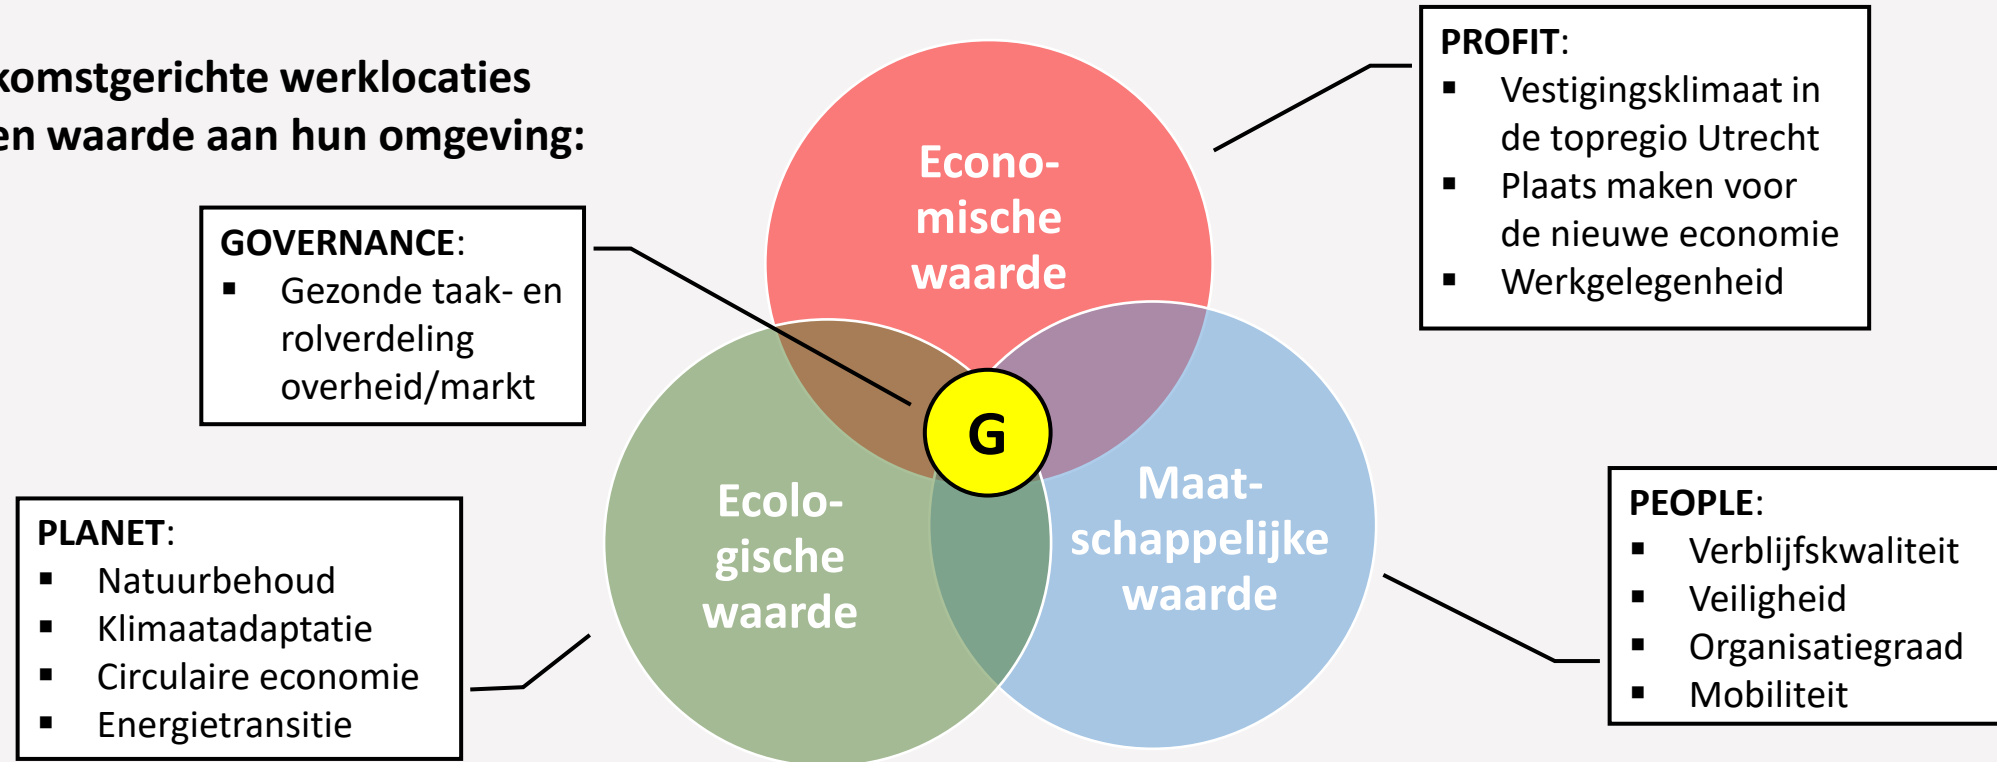 komstgerichte werklocaties
en waarde aan hun omgeving:
GOVERNANCE:
▪ Gezonde taak- en
rolverdeling
overheid/markt
PROFIT:
▪ Vestigingsklimaat in
de topregio Utrecht
▪ Plaats maken voor
de nieuwe economie
▪ Werkgelegenheid
Econo-
mische
waarde
G
Ecolo-
gische
waarde
Maat-
schappelijke
waarde
PLANET:
▪ Natuurbehoud
▪ Klimaatadaptatie
▪ Circulaire economie
▪ Energietransitie
PEOPLE:
▪ Verblijfskwaliteit
▪ Veiligheid
▪ Organisatiegraad
▪ Mobiliteit